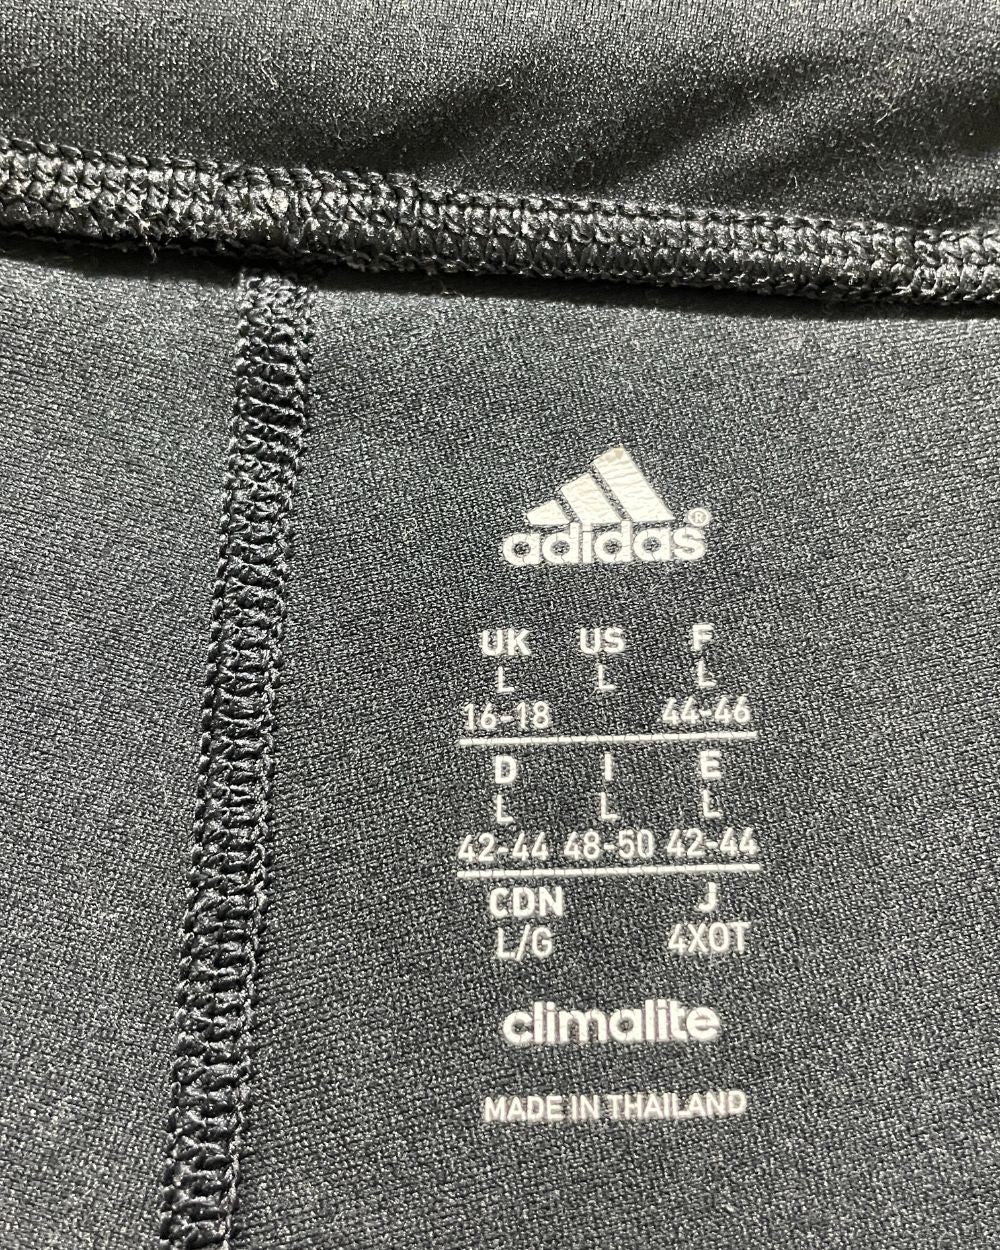 adidas®
UK US F
L L L
16-18 44-46
D I E
L L L
42-44 48-50 42-44
CDN J
L/G 4XOT
climalite
MADE IN THAILAND